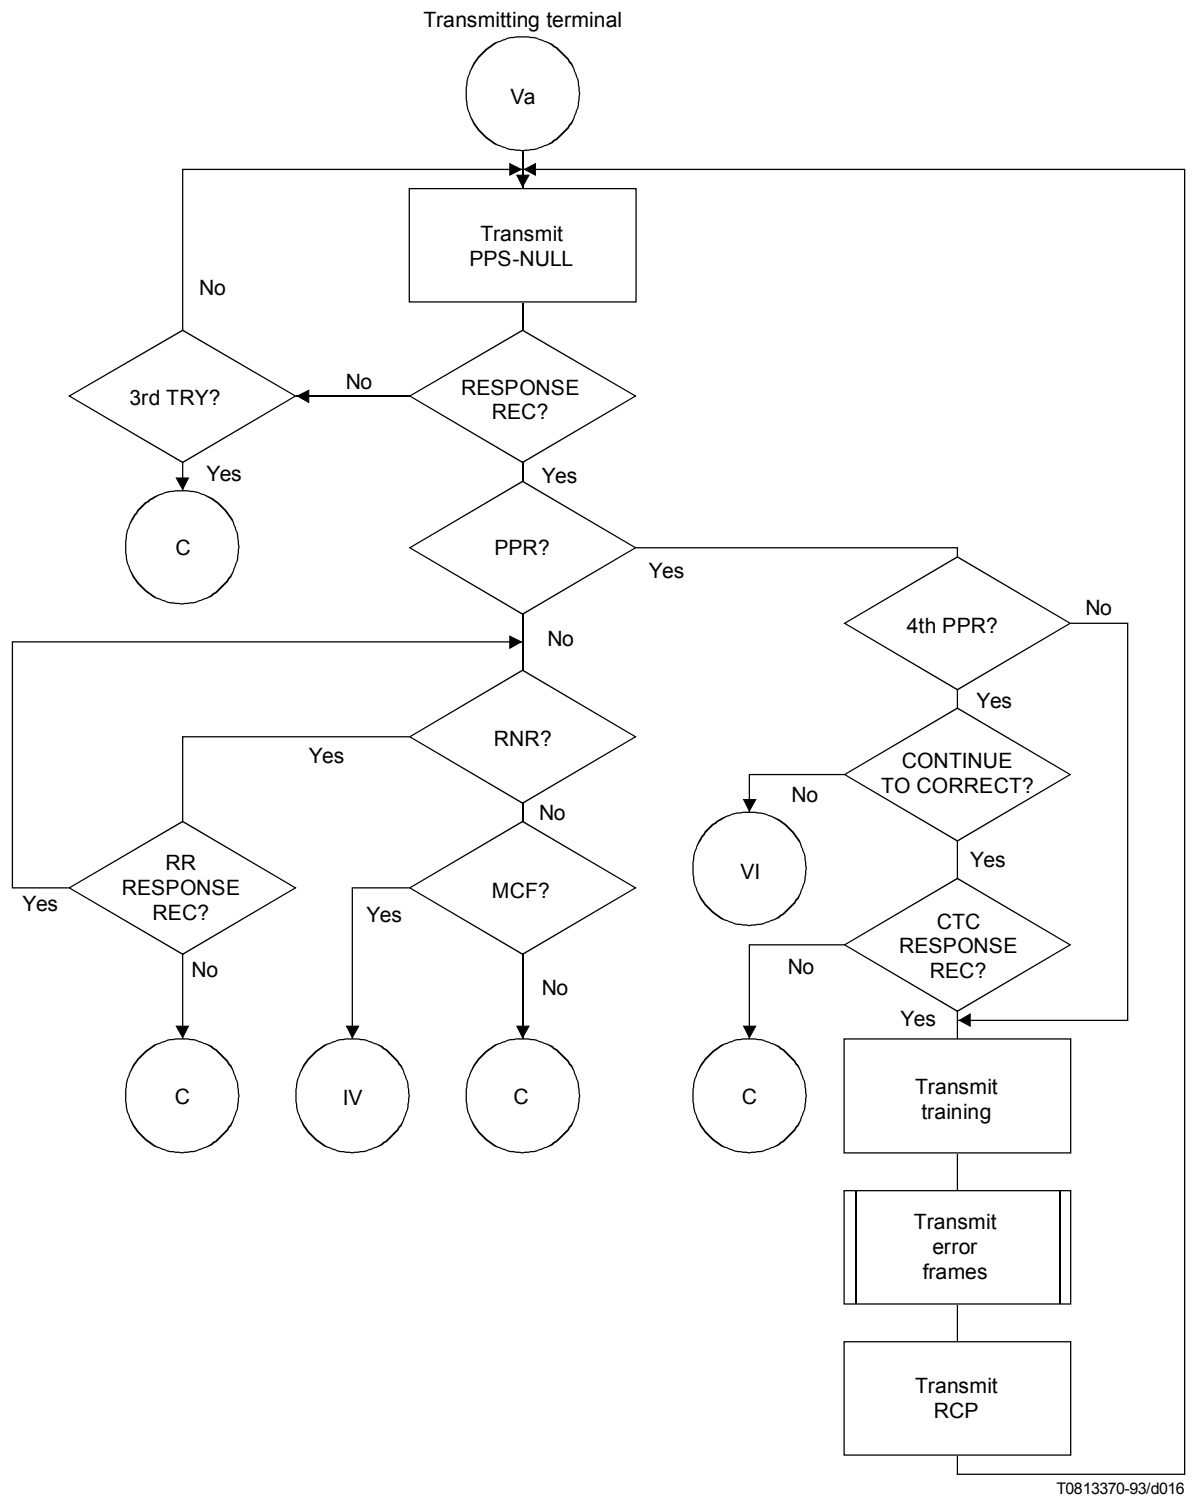 Transmitting terminal
Va
Transmit
PPS-NULL
No
3rd TRY?
No
RESPONSE
REC?
Yes
Yes
C
PPR?
Yes
4th PPR?
No
No
Yes
RNR?
Yes
CONTINUE
TO CORRECT?
No
No
VI
Yes
RR
RESPONSE
REC?
Yes
MCF?
Yes
CTC
RESPONSE
REC?
No
No
No
Yes
C
IV
C
C
Transmit
training
Transmit
error
frames
Transmit
RCP
T0813370-93/d016